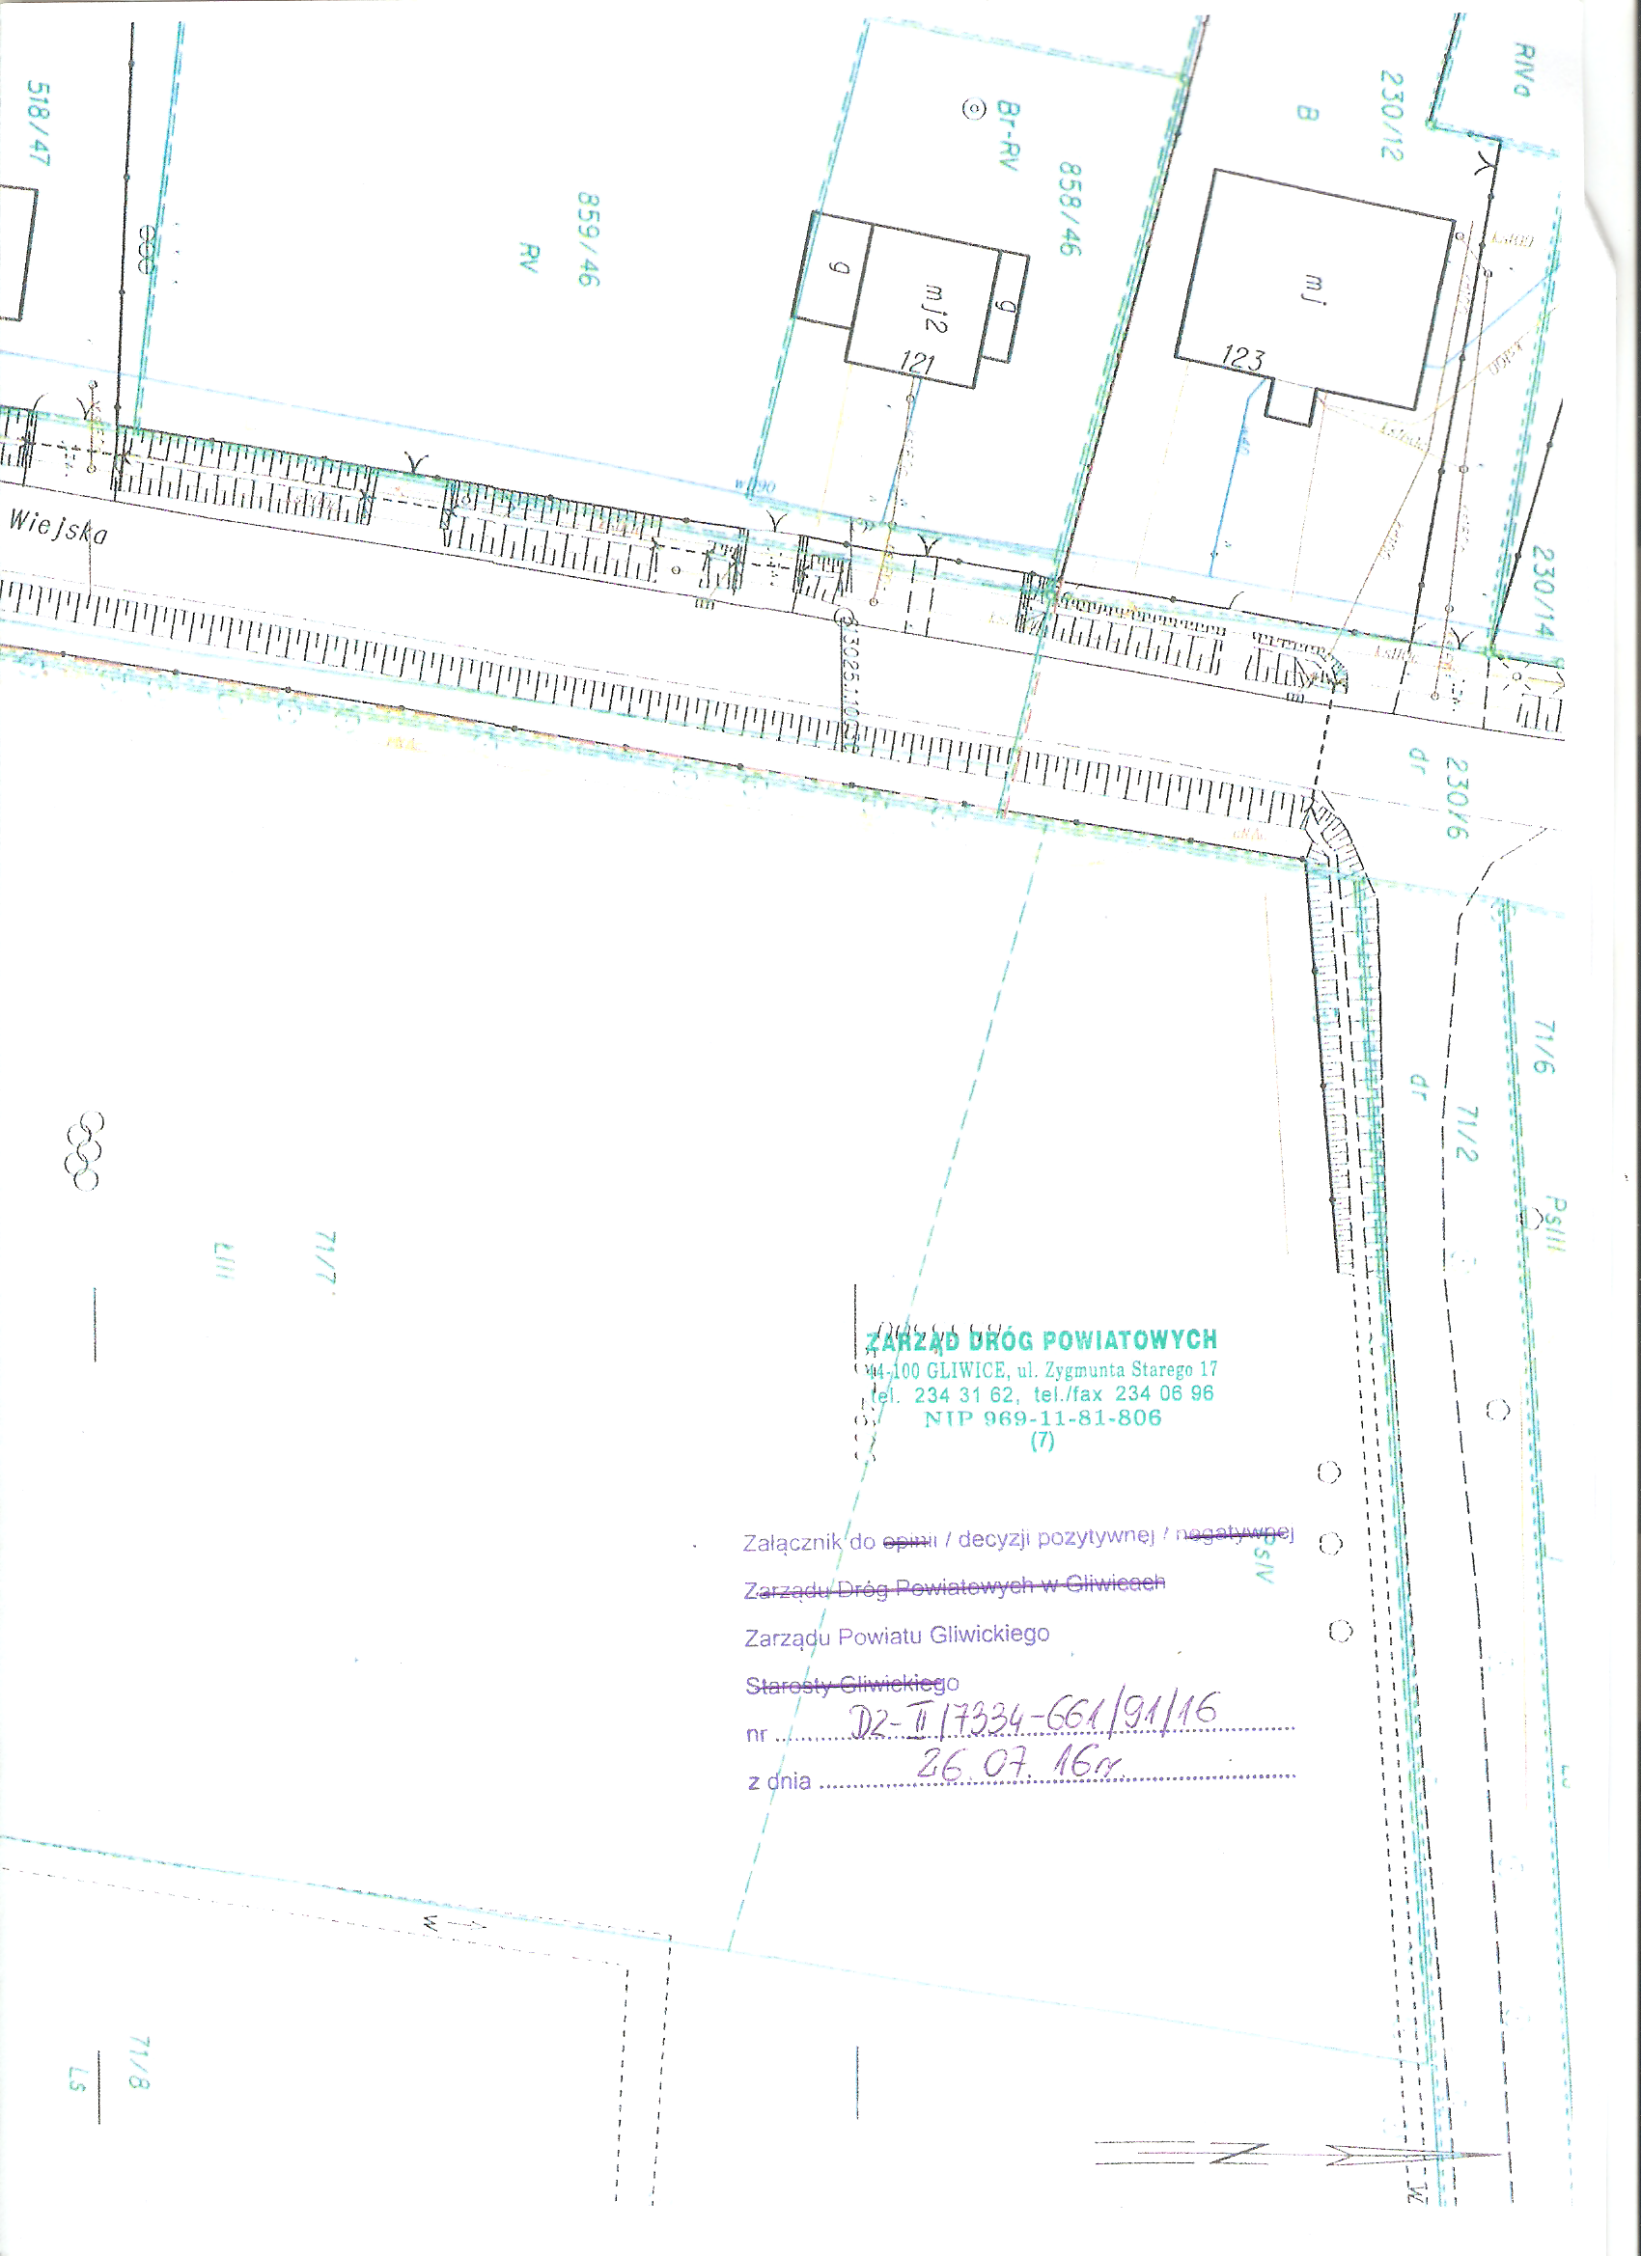 RIVa
230/12
B
518/47
Br-RV
858/46
859/46
RV
g
mj2
g
121
mj
123
230/14
w 90
Wiejska
230/6
dr
71/6
71/2
dr
PsIII
71/7
ŁIII
ZARZĄD DRÓG POWIATOWYCH
44-100 GLIWICE, ul. Zygmunta Starego 17
tel. 234 31 62, tel./fax 234 06 96
NIP 969-11-81-806
(7)
Załącznik do opinii / decyzji pozytywnej / negatywnej
PsIV
Zarządu Dróg Powiatowych w Gliwicach
Zarządu Powiatu Gliwickiego
Starosty Gliwickiego
nr DZ-II/7334-661/91/16
z dnia 26.07.16r.
W
71/8
Ls
N
W